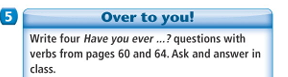 5 Over to you!
Write four Have you ever ...? questions with
verbs from pages 60 and 64. Ask and answer in
class.